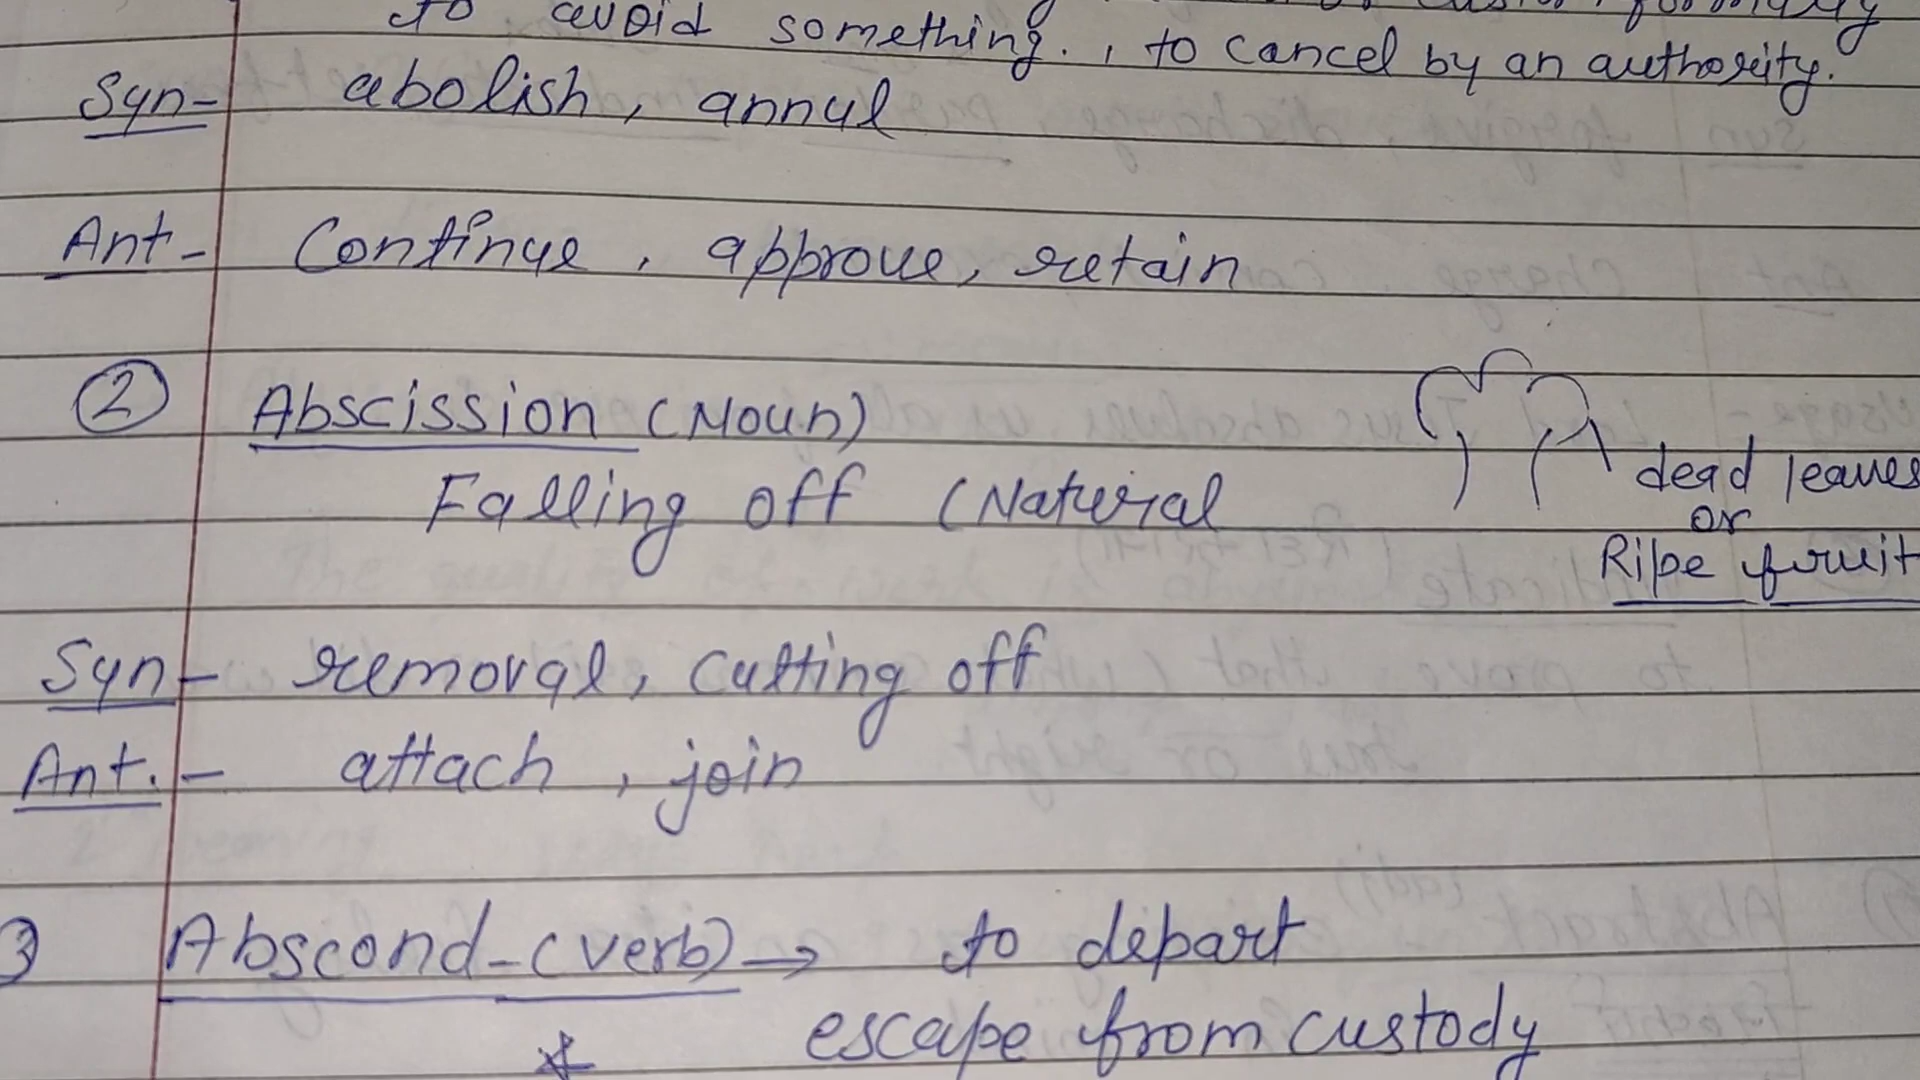 to avoid something. , to cancel by an authority.
Syn- abolish, annul
Ant- Continue, approve, retain
② Abscission (Noun)
Falling off (Natural
dead leaves
or
Ripe fruit
Syn- removal, cutting off
Ant. - attach, join
3 Abscond - (verb) → to depart
escape from custody